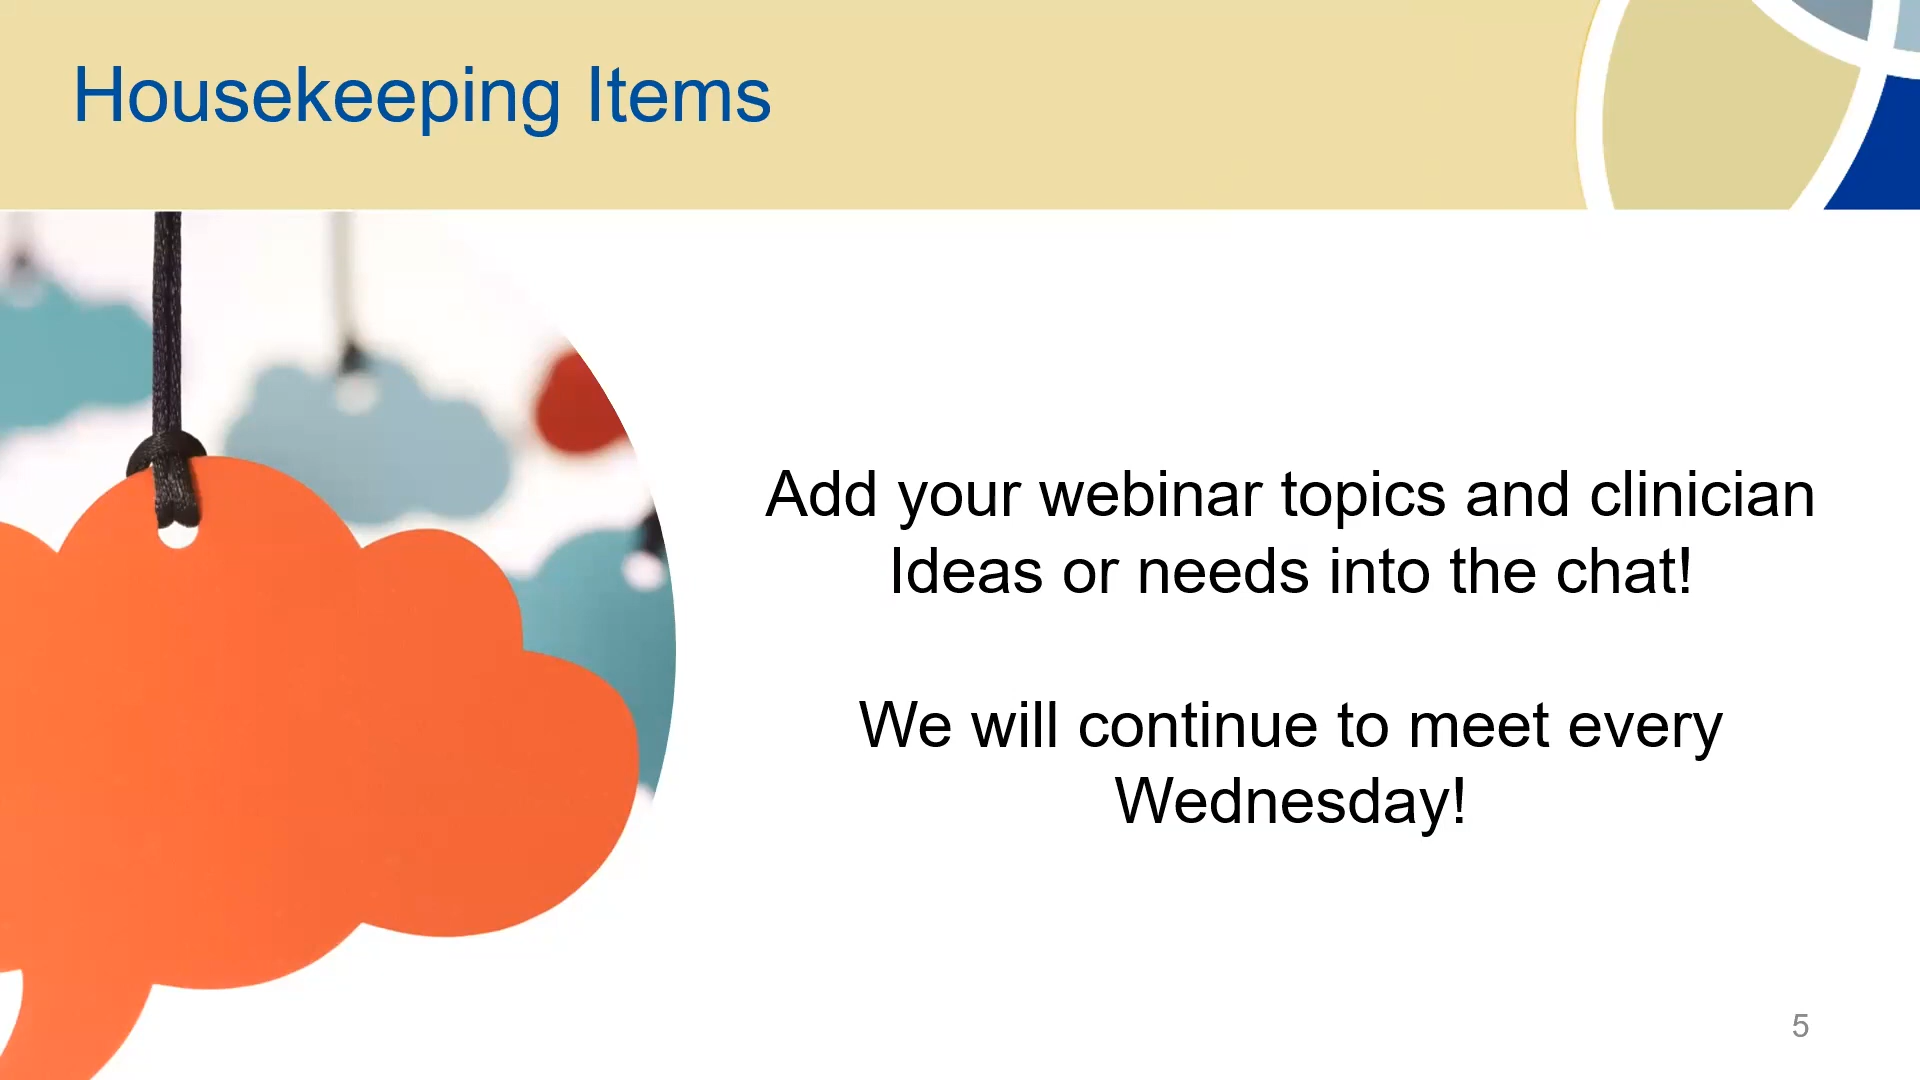 Housekeeping Items
Add your webinar topics and clinician
Ideas or needs into the chat!
We will continue to meet every
Wednesday!
5